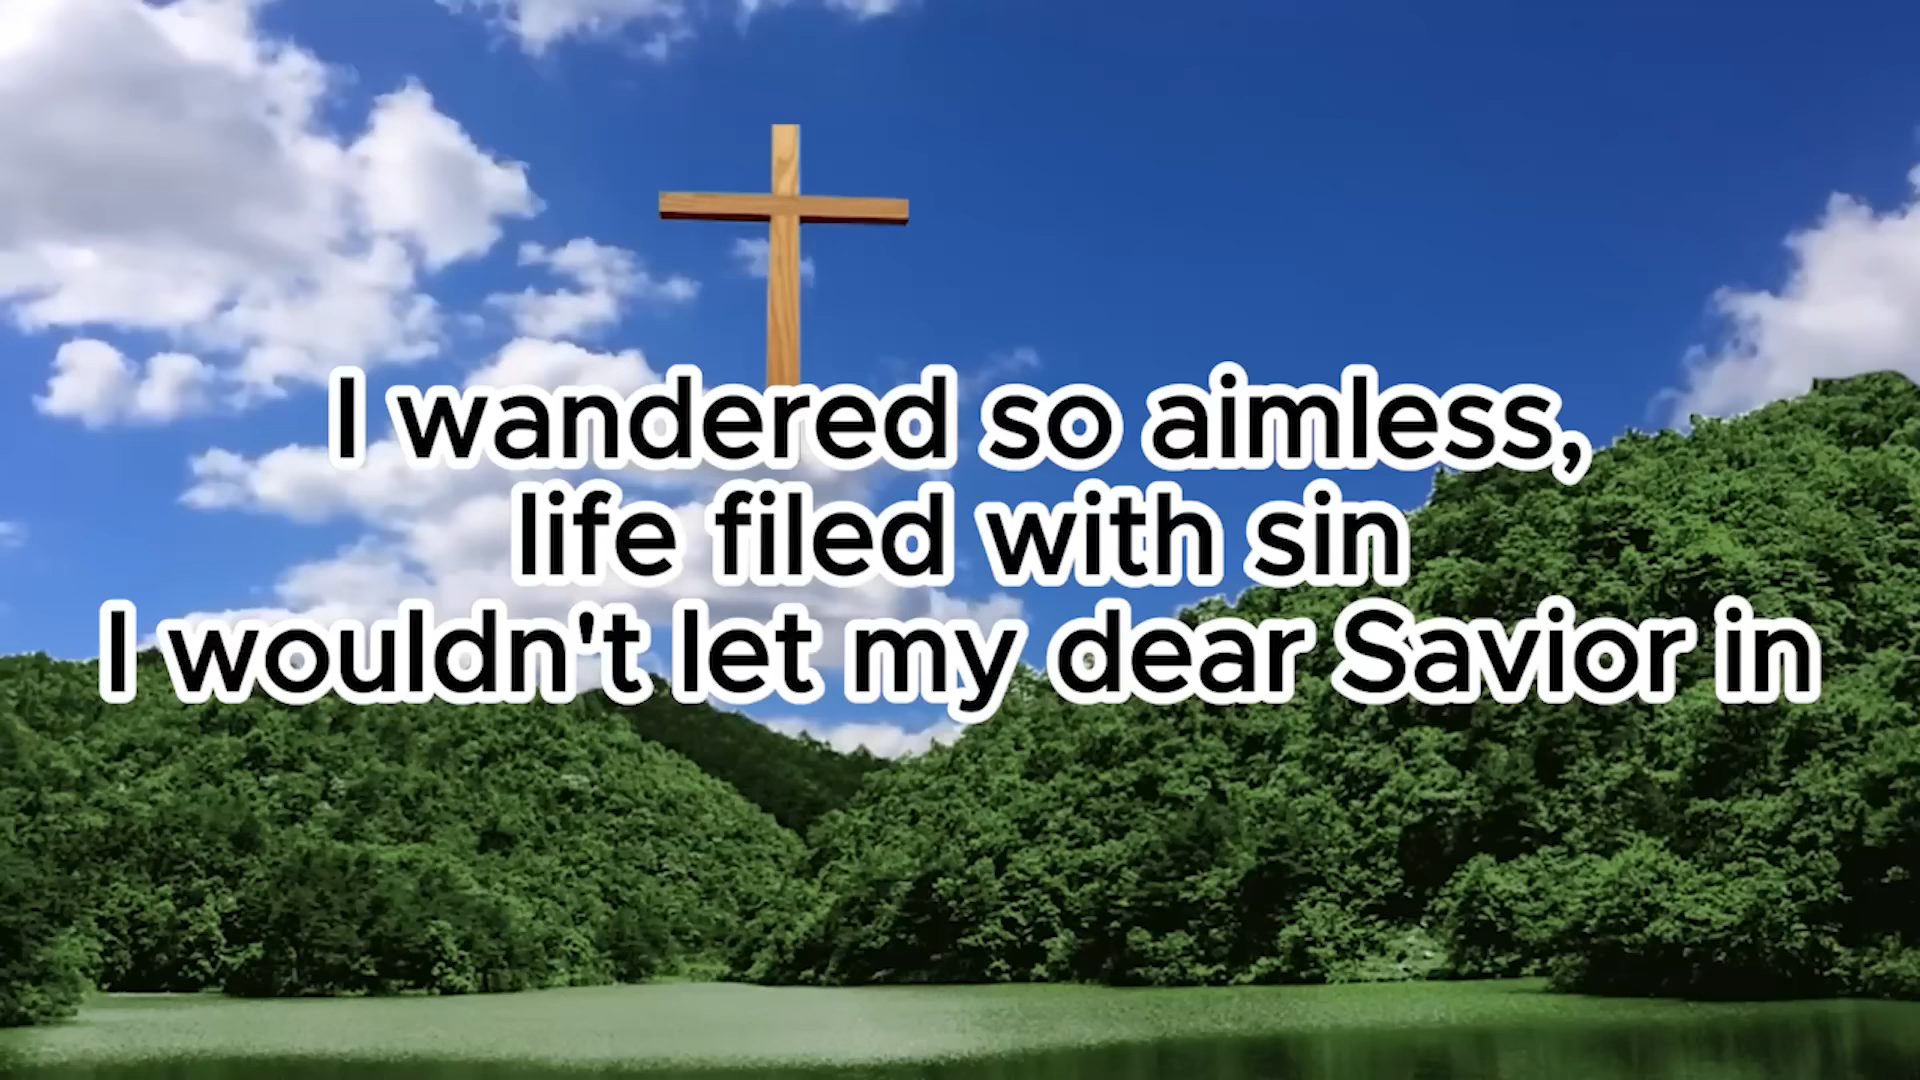 I wandered so aimless,
life filed with sin
I wouldn't let my dear Savior in